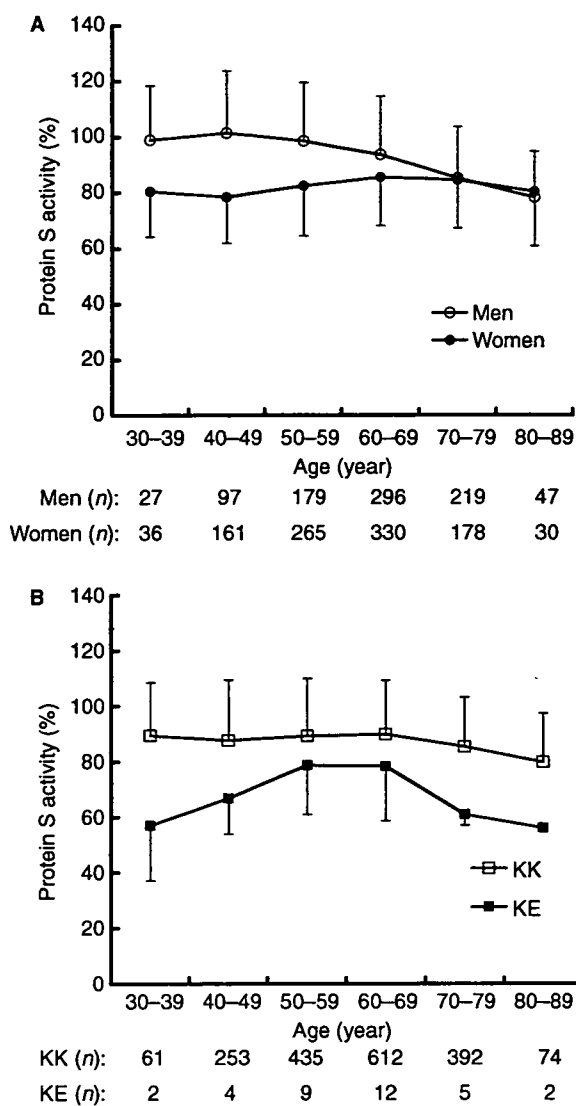 A
140
120
100
80
60
40
20
0
Protein S activity (%)
Men
Women
30–39 40–49 50–59 60–69 70–79 80–89
Age (year)
Men (n): 27 97 179 296 219 47
Women (n): 36 161 265 330 178 30
B
140
120
100
80
60
40
20
0
Protein S activity (%)
KK
KE
30–39 40–49 50–59 60–69 70–79 80–89
Age (year)
KK (n): 61 253 435 612 392 74
KE (n): 2 4 9 12 5 2